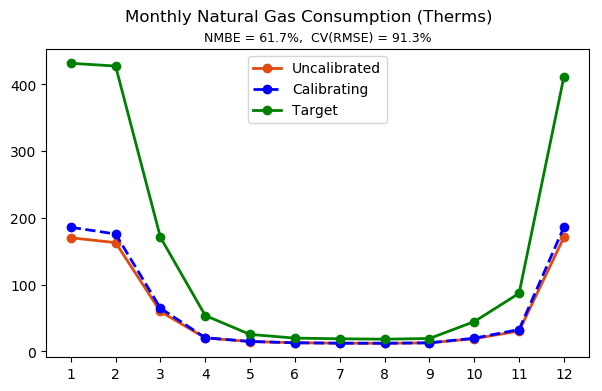 Monthly Natural Gas Consumption (Therms)
NMBE = 61.7%,  CV(RMSE) = 91.3%
Uncalibrated
Calibrating
Target
400
300
200
100
0
1 2 3 4 5 6 7 8 9 10 11 12